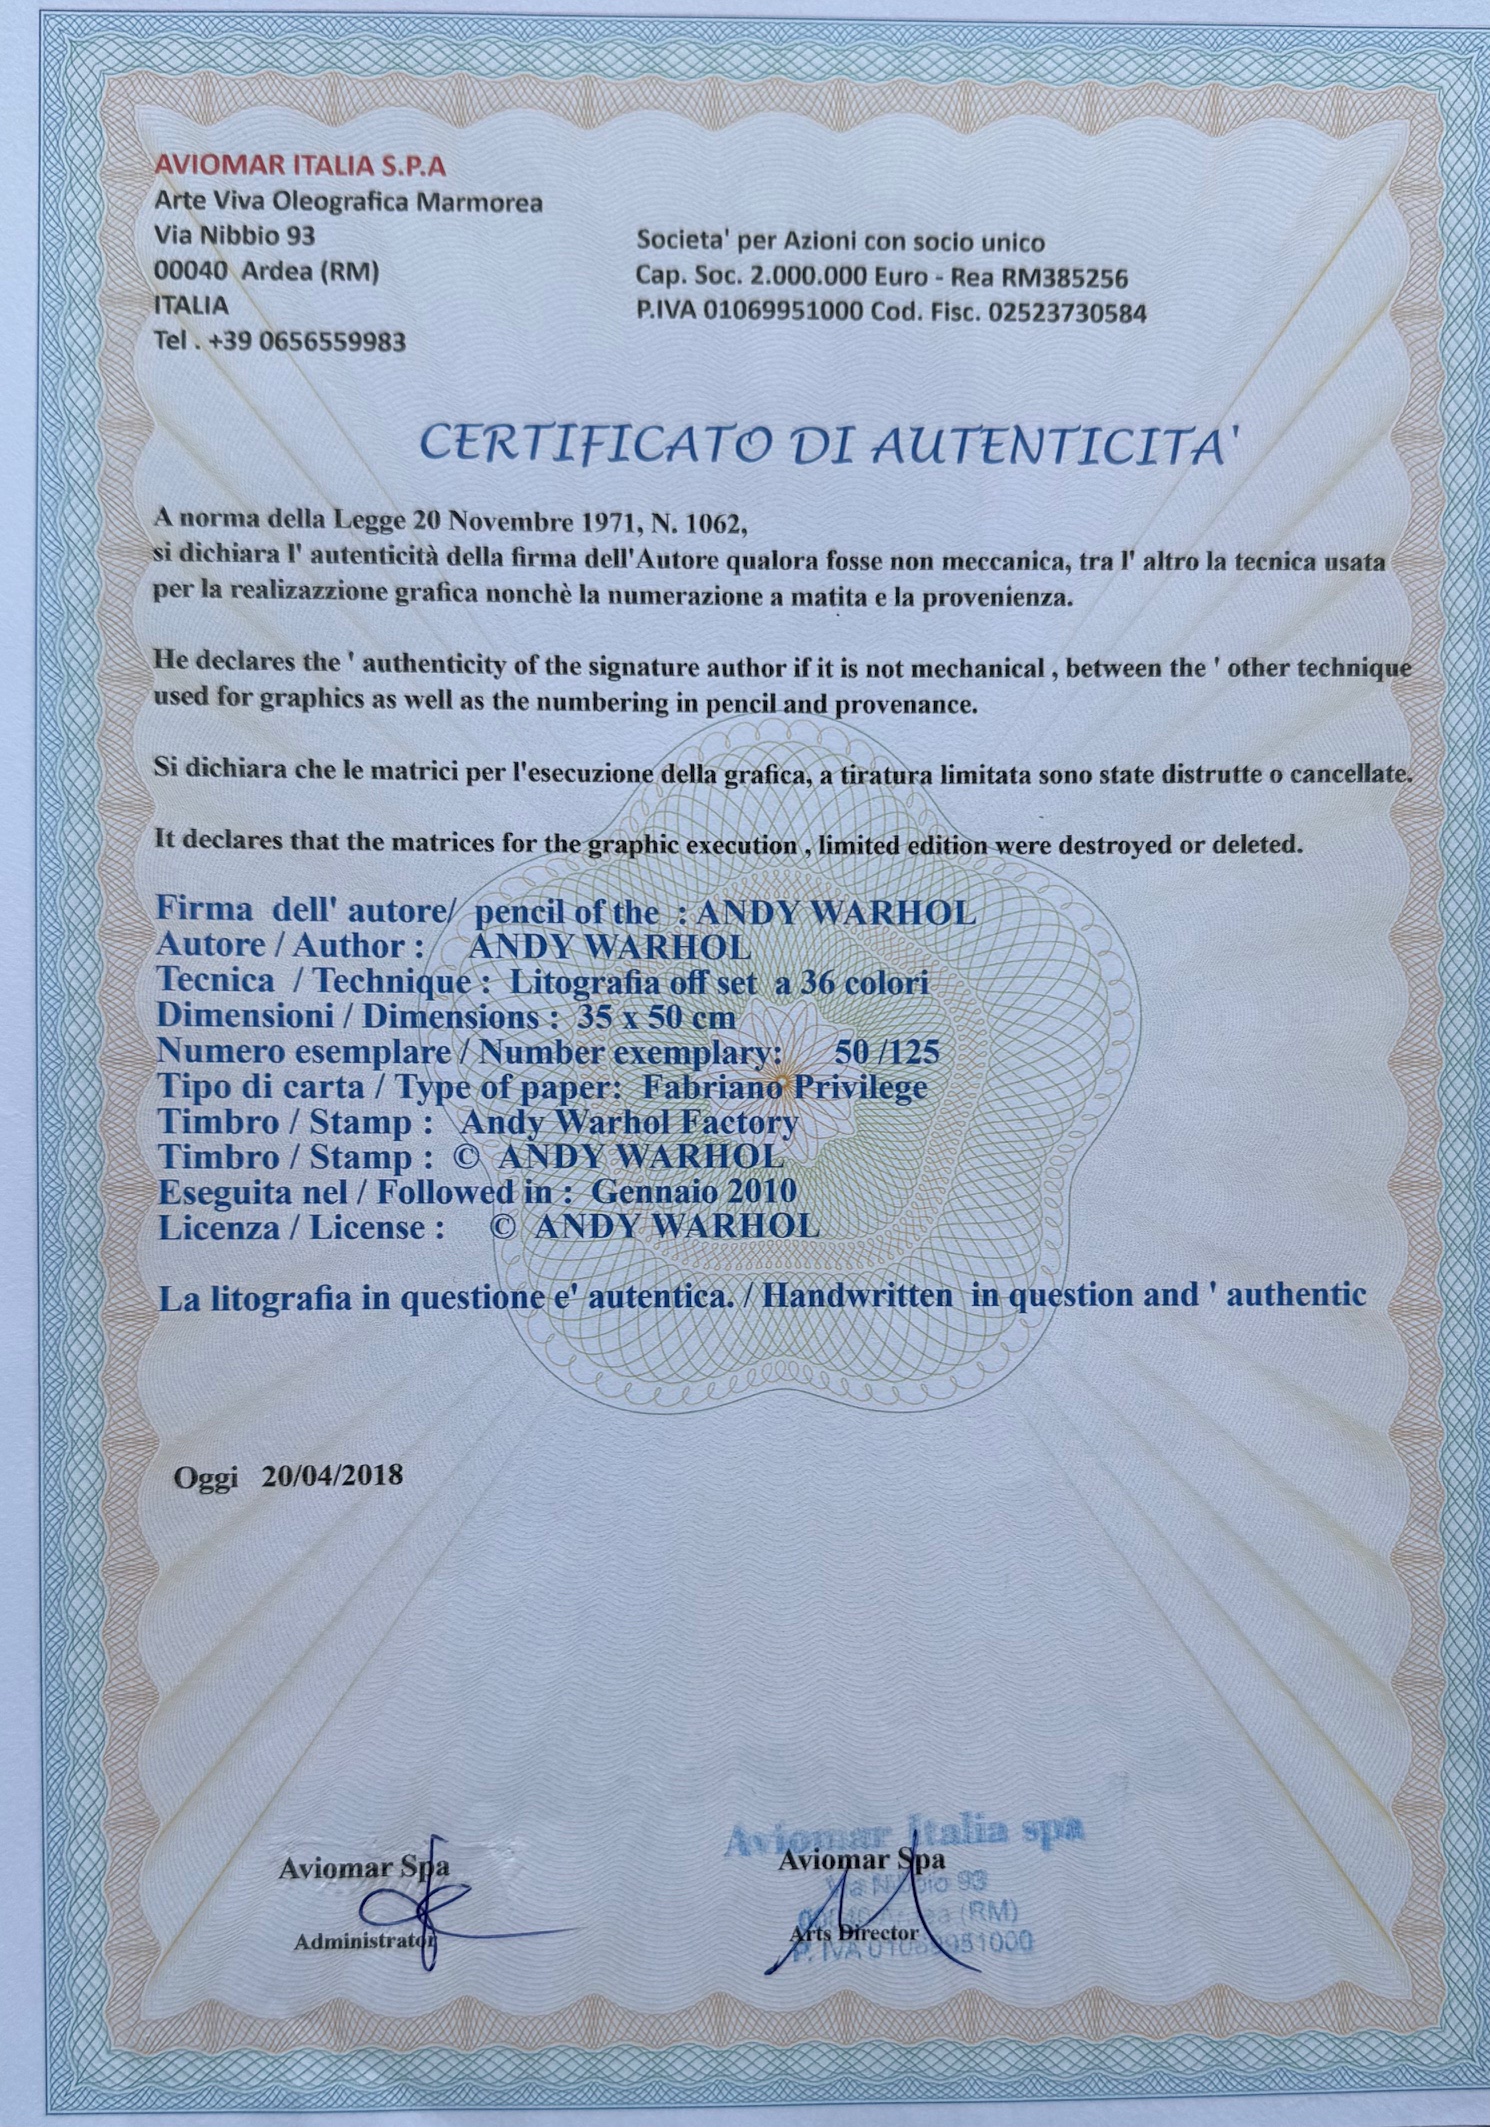 AVIOMAR ITALIA S.P.A
Arte Viva Oleografica Marmorea
Via Nibbio 93
00040 Ardea (RM)
ITALIA
Tel . +39 0656559983
Societa' per Azioni con socio unico
Cap. Soc. 2.000.000 Euro - Rea RM385256
P.IVA 01069951000 Cod. Fisc. 02523730584
CERTIFICATO DI AUTENTICITA'
A norma della Legge 20 Novembre 1971, N. 1062,
si dichiara l' autenticità della firma dell'Autore qualora fosse non meccanica, tra l' altro la tecnica usata
per la realizazzione grafica nonchè la numerazione a matita e la provenienza.
He declares the ' authenticity of the signature author if it is not mechanical , between the ' other technique
used for graphics as well as the numbering in pencil and provenance.
Si dichiara che le matrici per l'esecuzione della grafica, a tiratura limitata sono state distrutte o cancellate.
It declares that the matrices for the graphic execution , limited edition were destroyed or deleted.
Firma dell' autore/ pencil of the : ANDY WARHOL
Autore / Author : ANDY WARHOL
Tecnica / Technique : Litografia off set a 36 colori
Dimensioni / Dimensions : 35 x 50 cm
Numero esemplare / Number exemplary: 50 /125
Tipo di carta / Type of paper: Fabriano Privilege
Timbro / Stamp : Andy Warhol Factory
Timbro / Stamp : © ANDY WARHOL
Eseguita nel / Followed in : Gennaio 2010
Licenza / License : © ANDY WARHOL
La litografia in questione e' autentica. / Handwritten in question and ' authentic
Oggi 20/04/2018
Aviomar Spa
Administrator
Aviomar Italia spa
Aviomar Spa
Via Nibbio 93
00040 Ardea (RM)
Arts Director
P. IVA 01069951000